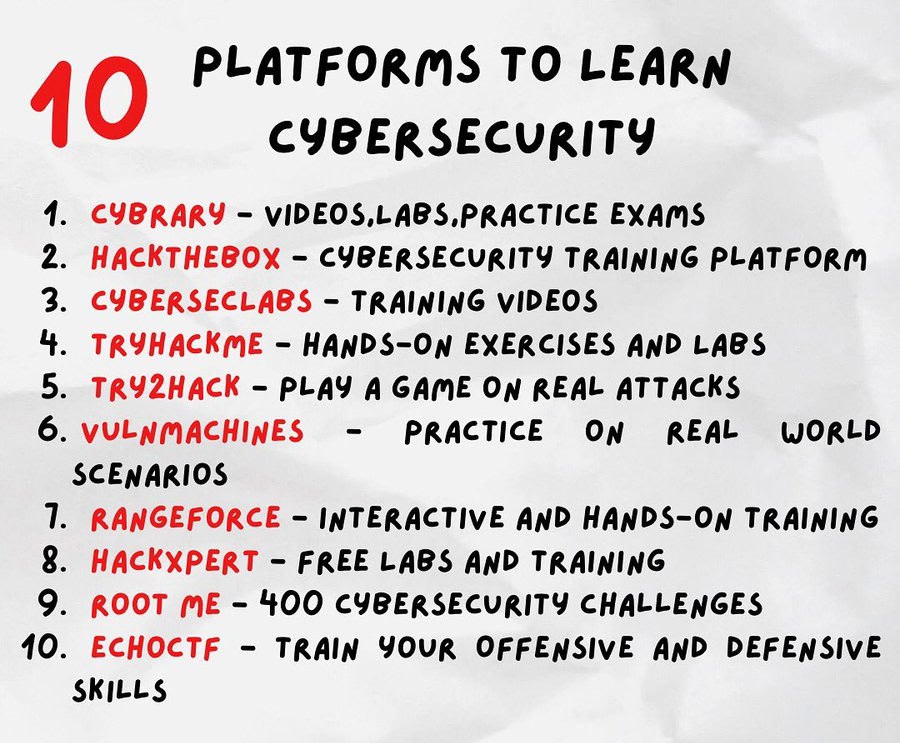 10 PLATFORMS TO LEARN
CYBERSECURITY
1. CYBRARY - VIDEOS,LABS,PRACTICE EXAMS
2. HACKTHEBOX - CYBERSECURITY TRAINING PLATFORM
3. CYBERSECLABS - TRAINING VIDEOS
4. TRYHACKME - HANDS-ON EXERCISES AND LABS
5. TRY2HACK - PLAY A GAME ON REAL ATTACKS
6. VULNMACHINES - PRACTICE ON REAL WORLD
SCENARIOS
7. RANGEFORCE - INTERACTIVE AND HANDS-ON TRAINING
8. HACKXPERT - FREE LABS AND TRAINING
9. ROOT ME - 400 CYBERSECURITY CHALLENGES
10. ECHOCTF - TRAIN YOUR OFFENSIVE AND DEFENSIVE
SKILLS